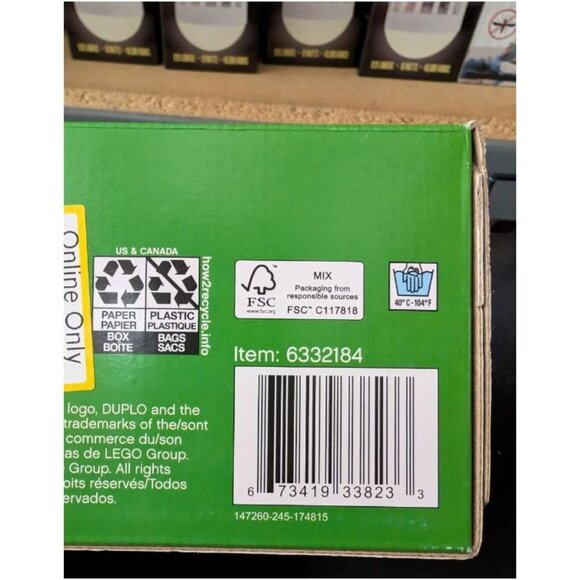 US & CANADA
PAPER
PAPIER
BOX
BOÎTE
PLASTIC
PLASTIQUE
BAGS
SACS
how2recycle.info
Online Only
FSC
www.fsc.org
MIX
Packaging from
responsible sources
FSC™ C117818
40°C-104°F
Item: 6332184
logo, DUPLO and the
trademarks of the/sont
commerce du/son
as de LEGO Group.
Group. All rights
oits réservés/Todos
ervados.
6 73419 33823 3
147260-245-174815